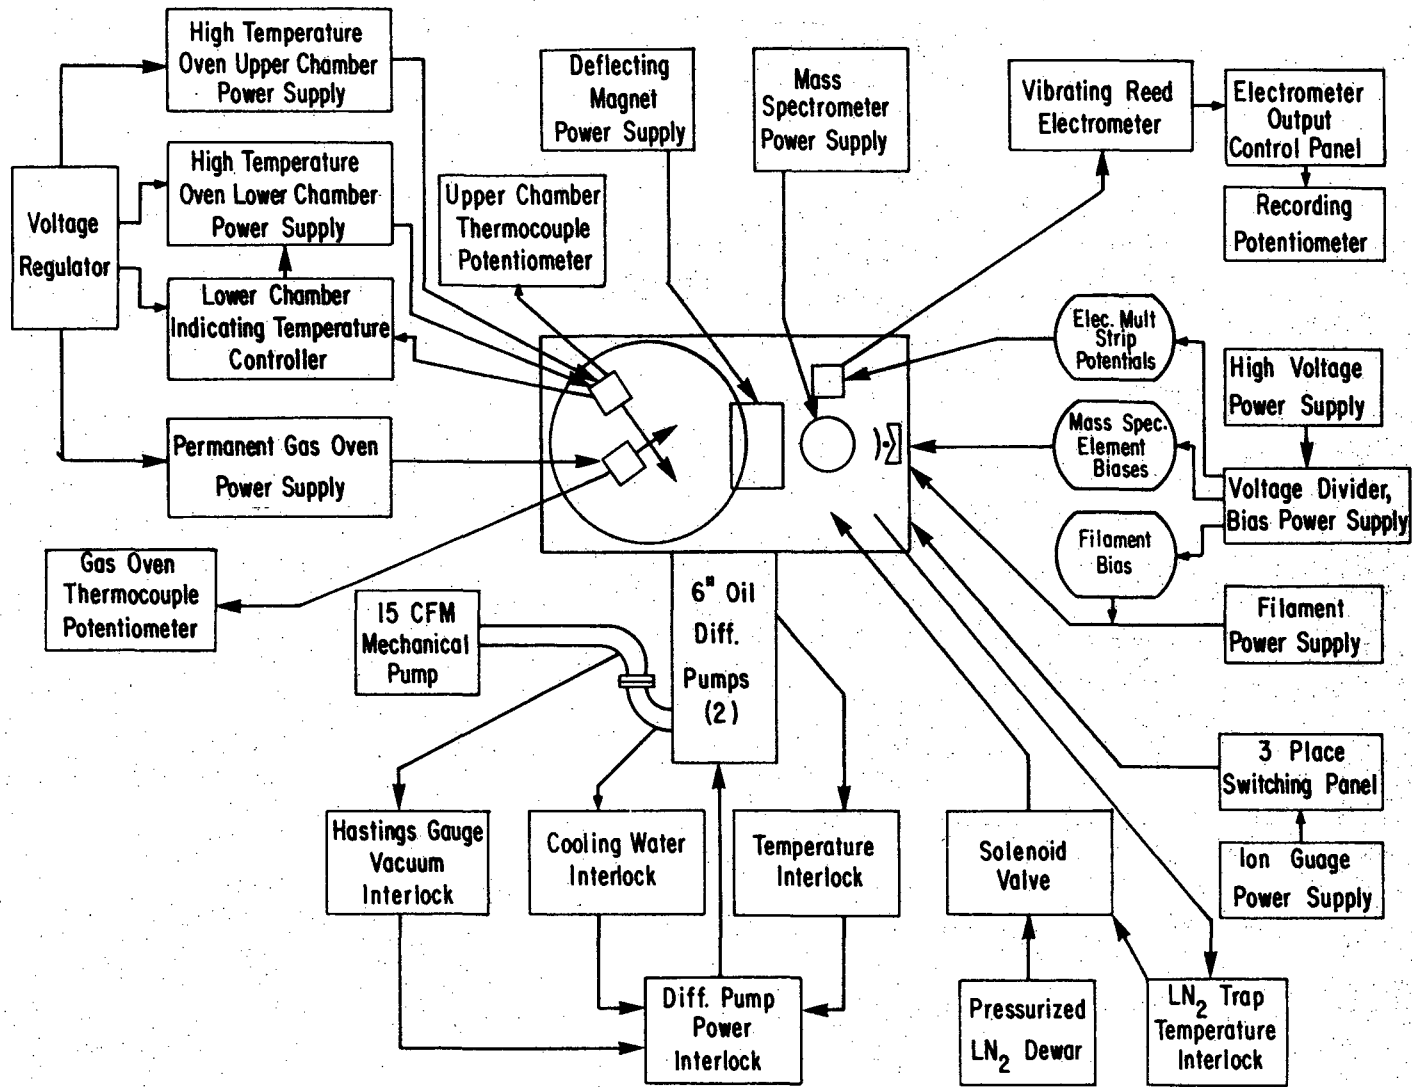 High Temperature
Oven Upper Chamber
Power Supply
Deflecting
Magnet
Power Supply
Mass
Spectrometer
Power Supply
Vibrating Reed
Electrometer
Electrometer
Output
Control Panel
High Temperature
Oven Lower Chamber
Power Supply
Upper Chamber
Thermocouple
Potentiometer
Recording
Potentiometer
Voltage
Regulator
Lower Chamber
Indicating Temperature
Controller
Elec. Mult
Strip
Potentials
High Voltage
Power Supply
Permanent Gas Oven
Power Supply
Mass Spec.
Element
Biases
Voltage Divider,
Bias Power Supply
Filament
Bias
Gas Oven
Thermocouple
Potentiometer
15 CFM
Mechanical
Pump
6" Oil
Diff.
Pumps
(2)
Filament
Power Supply
3 Place
Switching Panel
Hastings Gauge
Vacuum
Interlock
Cooling Water
Interlock
Temperature
Interlock
Solenoid
Valve
Ion Guage
Power Supply
Diff. Pump
Power
Interlock
Pressurized
LN2 Dewar
LN2 Trap
Temperature
Interlock